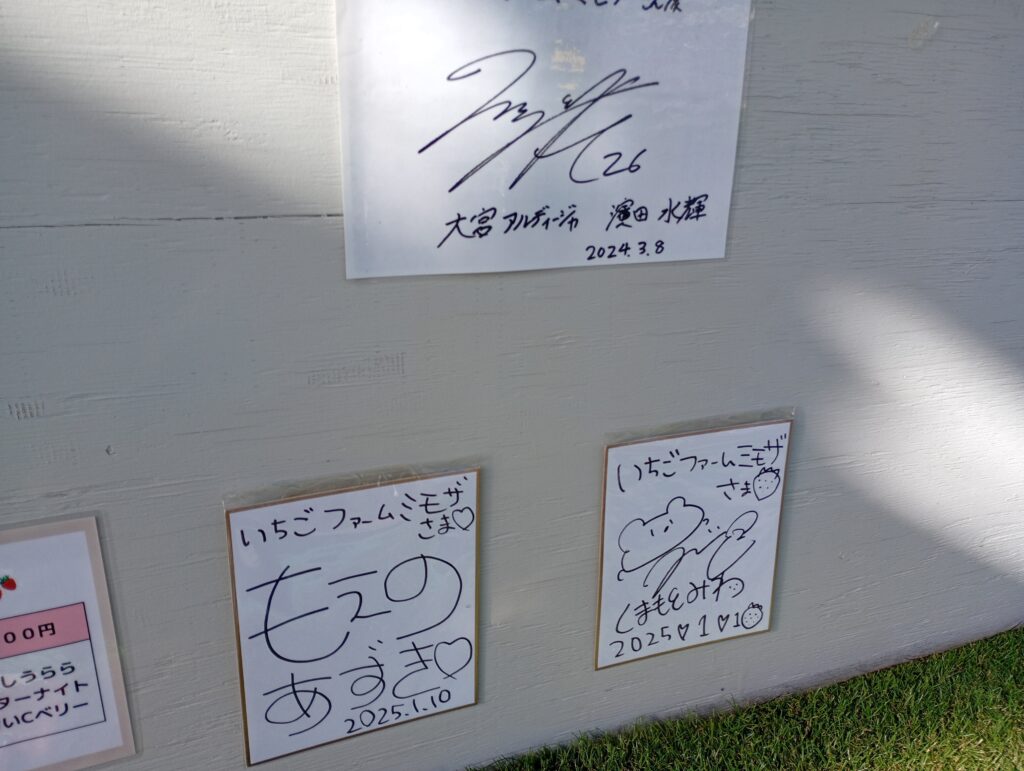 26
大宮アルディージャ 濱田 水輝
2024.3.8
いちごファームミモザ
さま♡
もえの
あずき♡
2025.1.10
いちごファームミモザ
さま
くまもとみわ
2025♡1♡10
00円
しうらら
ターナイト
いCベリー